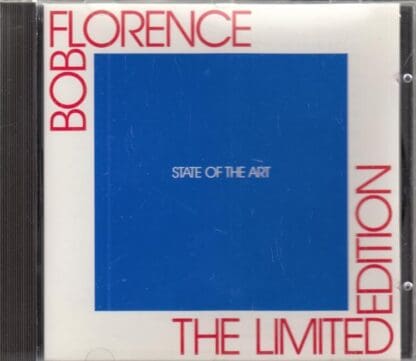 BOB
FLORENCE
STATE OF THE ART
THE LIMITED
EDITION